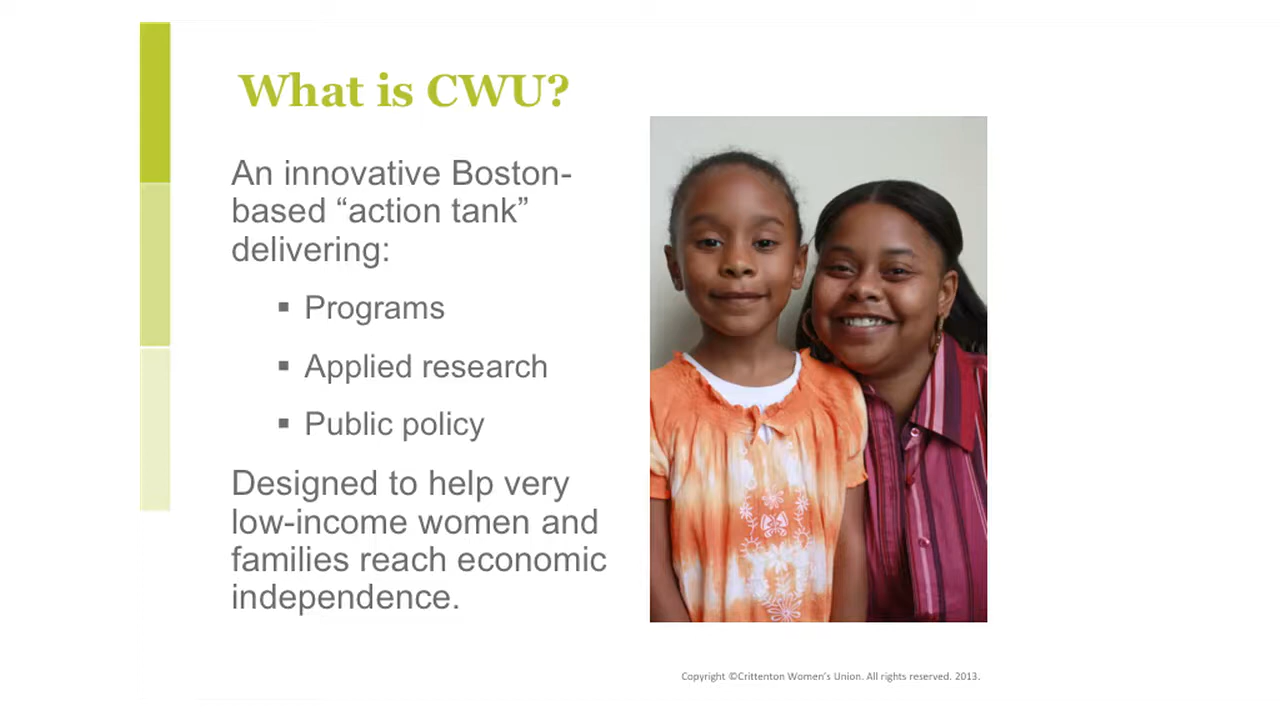 What is CWU?
An innovative Boston-
based “action tank”
delivering:
▪ Programs
▪ Applied research
▪ Public policy
Designed to help very
low-income women and
families reach economic
independence.
Copyright ©Crittenton Women’s Union. All rights reserved. 2013.